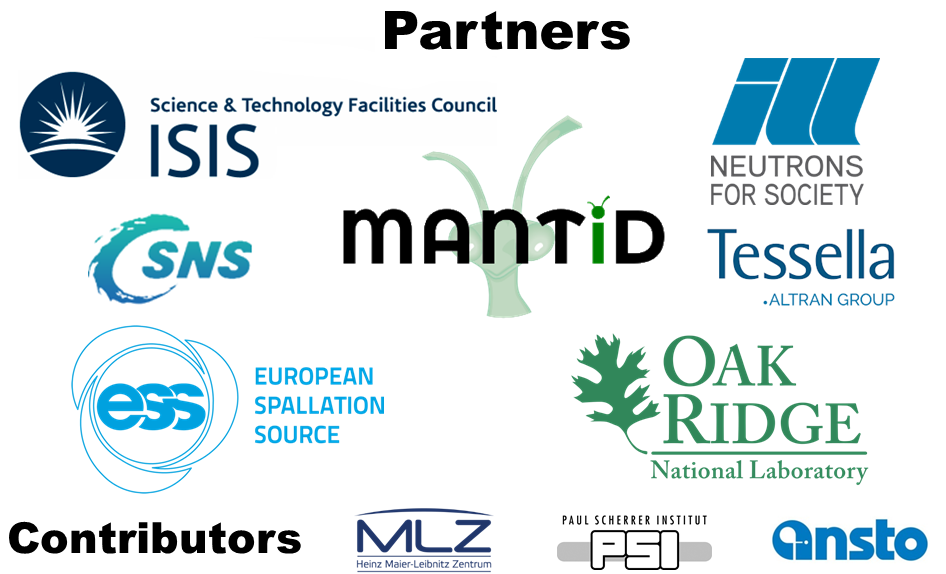 Partners
Science & Technology Facilities Council
ISIS
ill
NEUTRONS
FOR SOCIETY
MANTiD
SNS
Tessella
ALTRAN GROUP
ess
EUROPEAN
SPALLATION
SOURCE
OAK
RIDGE
National Laboratory
Contributors
MLZ
Heinz Maier-Leibnitz Zentrum
PAUL SCHERRER INSTITUT
PSI
ansto